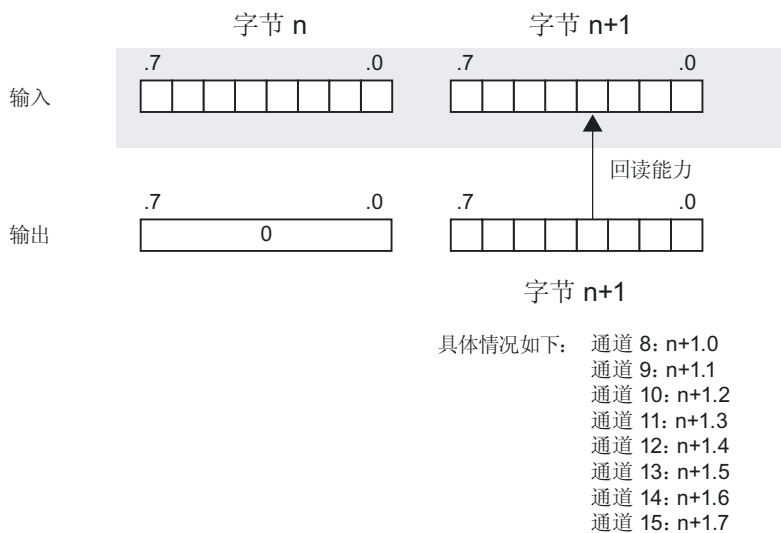 字节 n 字节 n+1
.7 .0 .7 .0
输入
回读能力
.7 .0 .7 .0
输出 0
字节 n+1
具体情况如下： 通道 8: n+1.0
通道 9: n+1.1
通道 10: n+1.2
通道 11: n+1.3
通道 12: n+1.4
通道 13: n+1.5
通道 14: n+1.6
通道 15: n+1.7